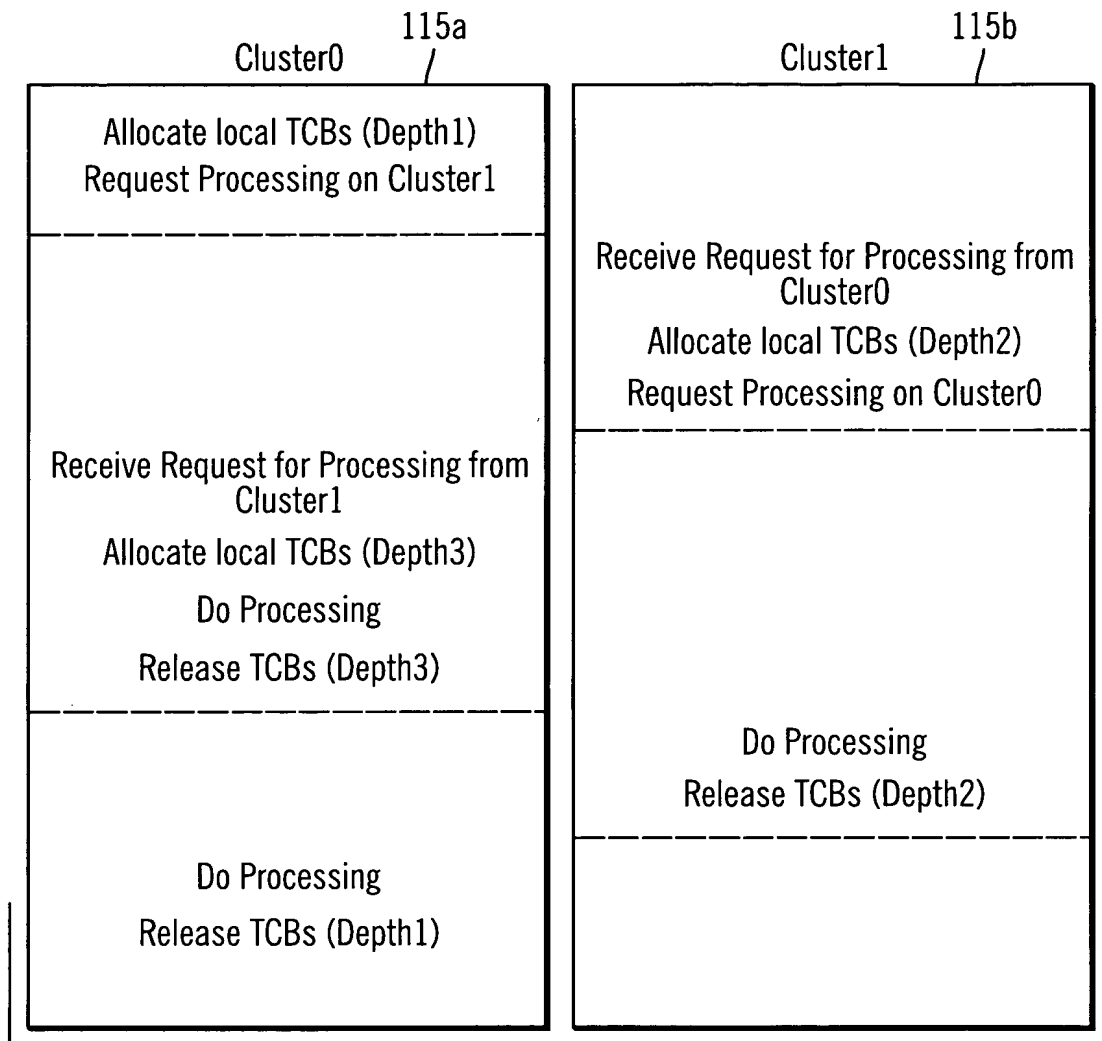 115a
Cluster0
Allocate local TCBs (Depth1)
Request Processing on Cluster1
Receive Request for Processing from
Cluster1
Allocate local TCBs (Depth3)
Do Processing
Release TCBs (Depth3)
Do Processing
Release TCBs (Depth1)
115b
Cluster1
Receive Request for Processing from
Cluster0
Allocate local TCBs (Depth2)
Request Processing on Cluster0
Do Processing
Release TCBs (Depth2)